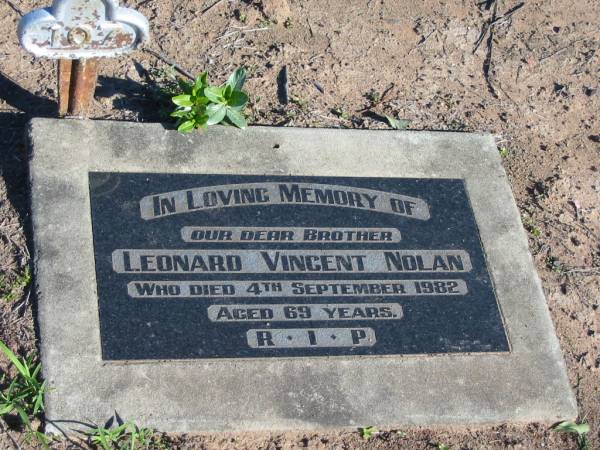 In Loving Memory of
our dear Brother
Leonard Vincent Nolan
Who died 4th September 1982
Aged 69 years.
R · I · P